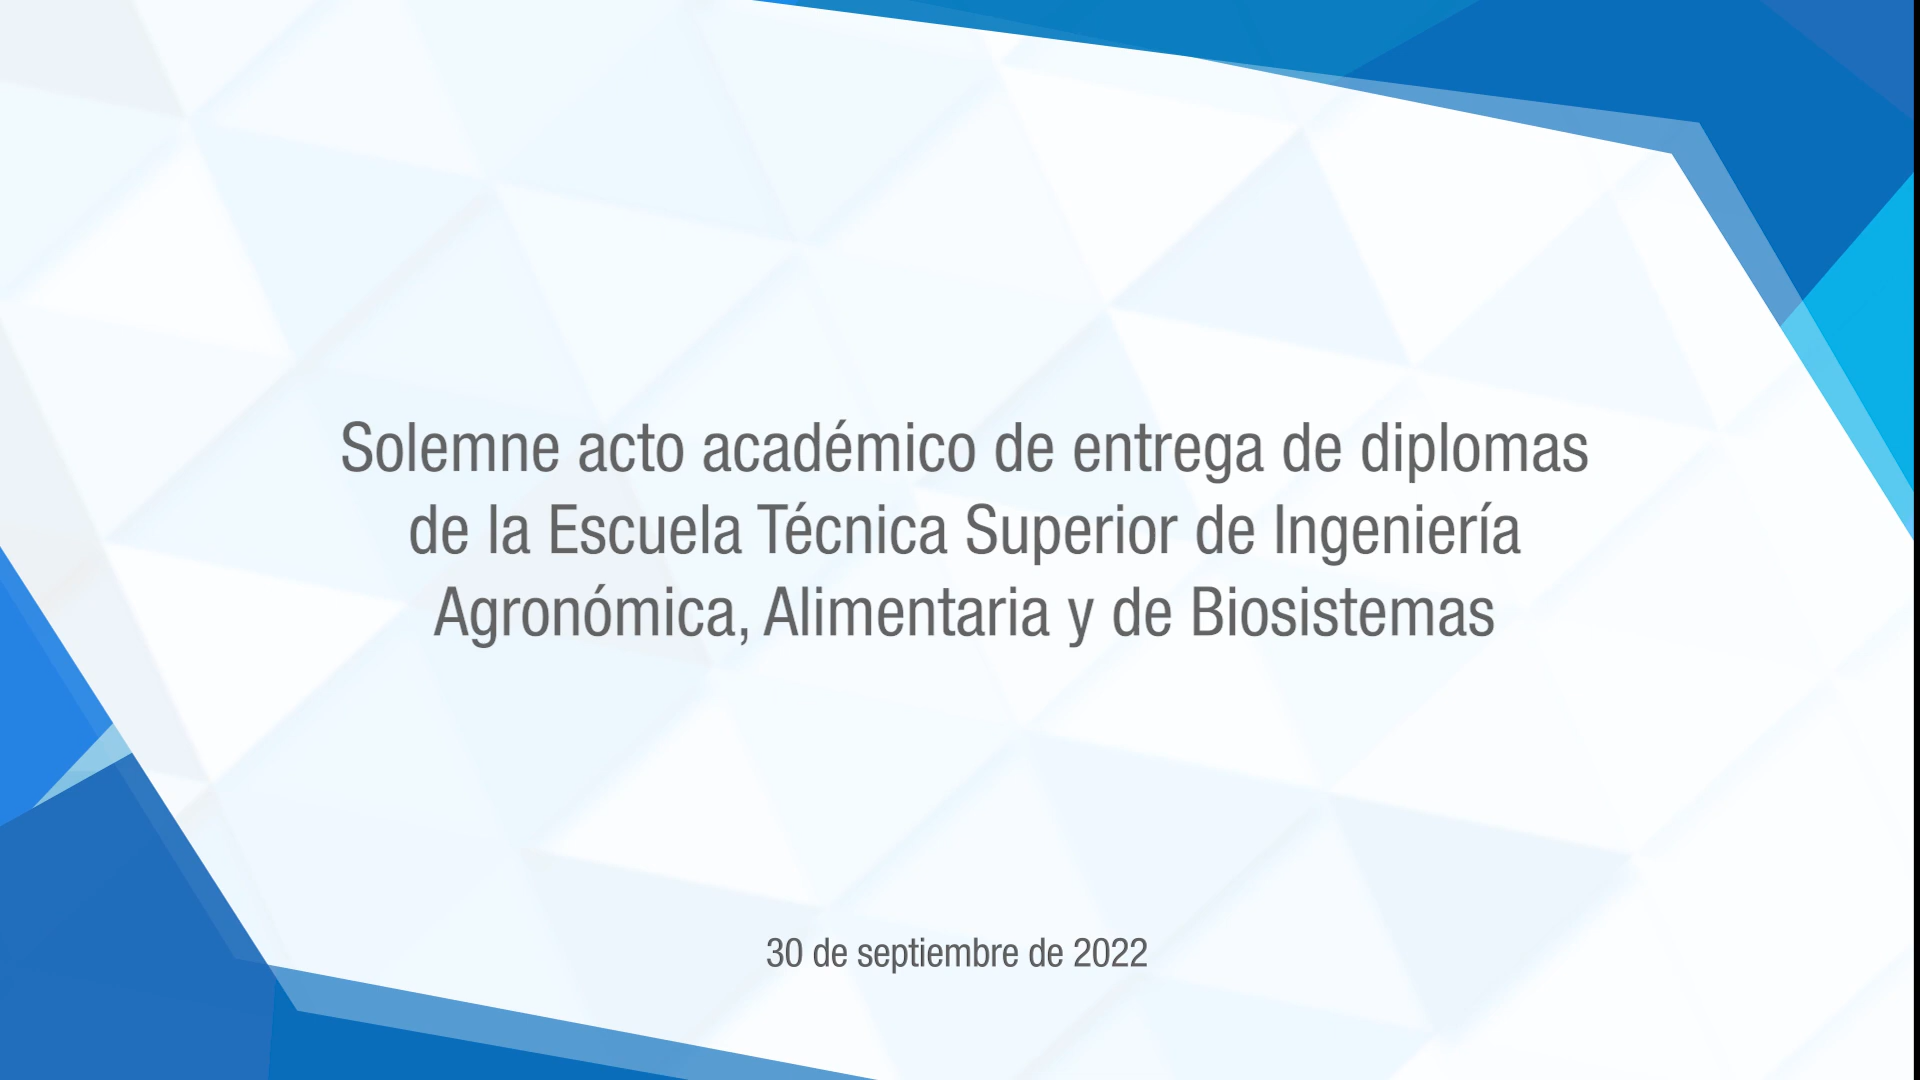 Solemne acto académico de entrega de diplomas
de la Escuela Técnica Superior de Ingeniería
Agronómica, Alimentaria y de Biosistemas
30 de septiembre de 2022